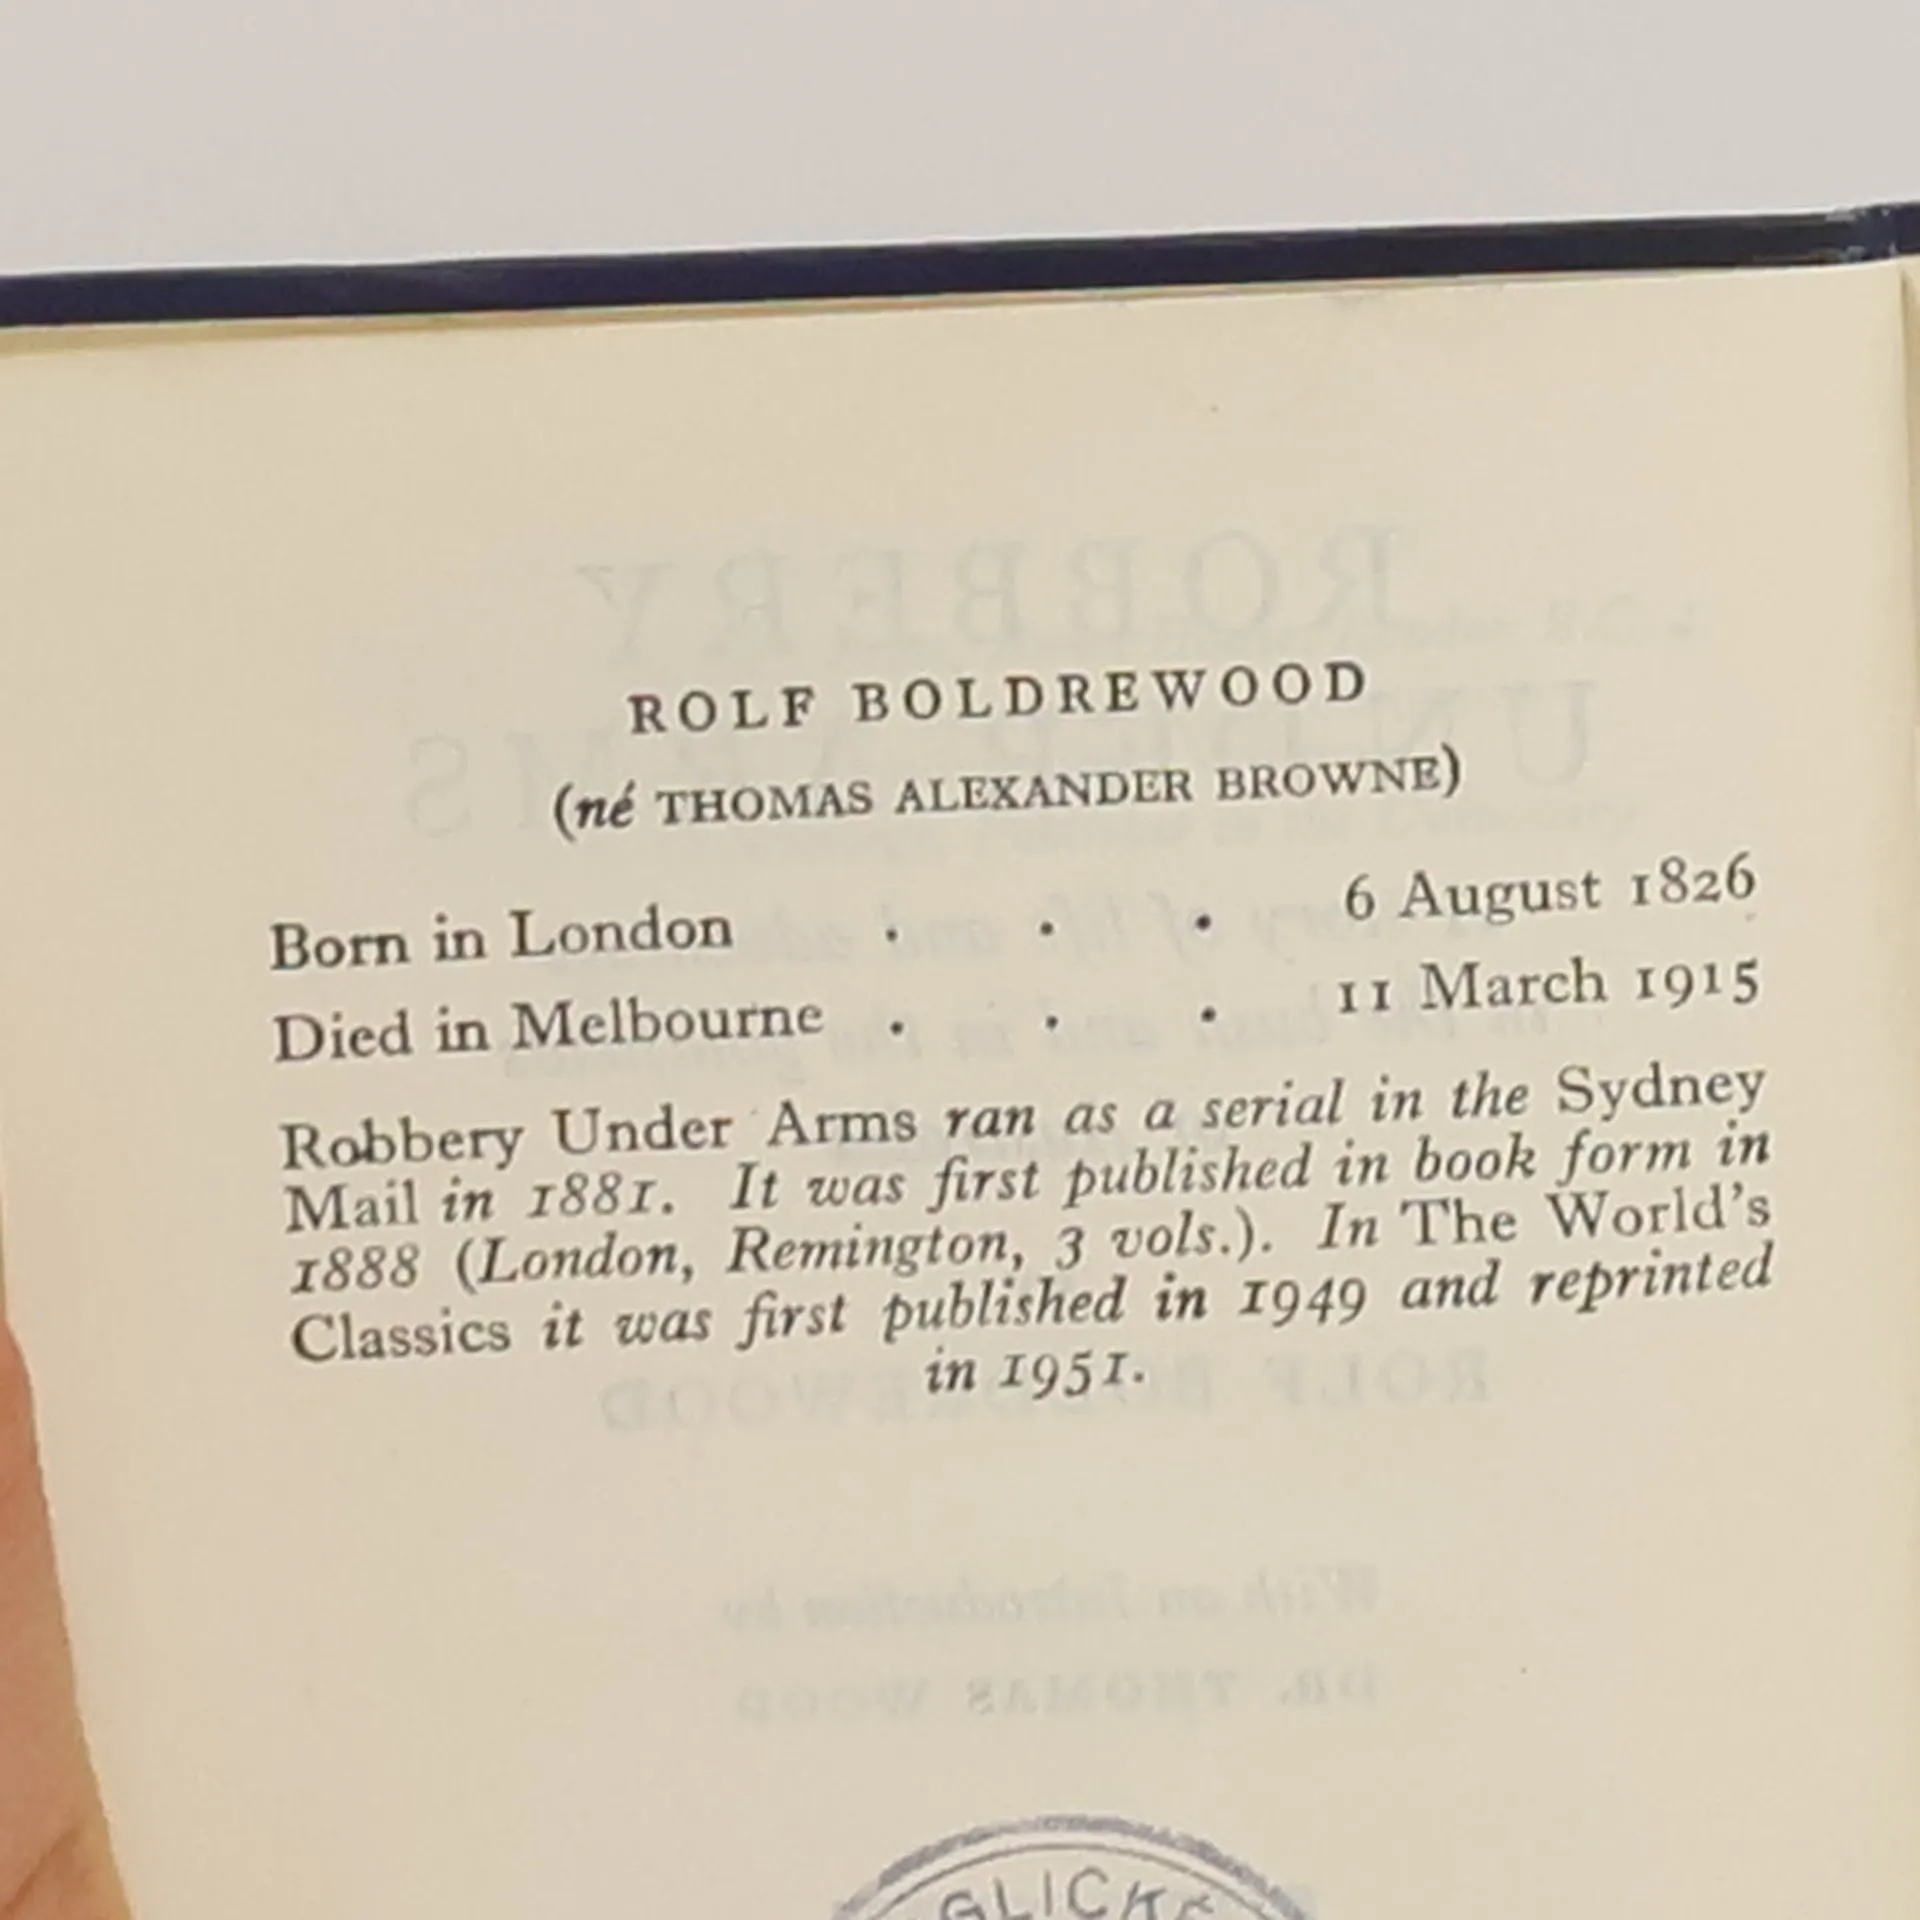 ROLF BOLDREWOOD
(né THOMAS ALEXANDER BROWNE)
Born in London . . . 6 August 1826
Died in Melbourne . . . 11 March 1915
Robbery Under Arms ran as a serial in the Sydney
Mail in 1881. It was first published in book form in
1888 (London, Remington, 3 vols.). In The World's
Classics it was first published in 1949 and reprinted
in 1951.